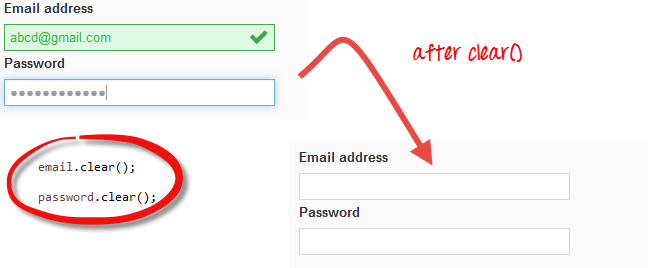 Email address
abcd@gmail.com
Password
••••••••••••
after clear()
email.clear();
password.clear();
Email address
Password